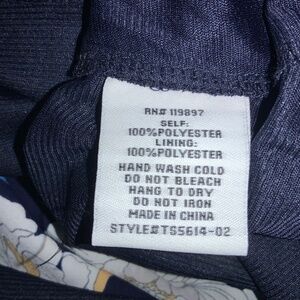 RN# 119897
SELF:
100%POLYESTER
LINING:
100%POLYESTER
HAND WASH COLD
DO NOT BLEACH
HANG TO DRY
DO NOT IRON
MADE IN CHINA
STYLE#TS5614-02